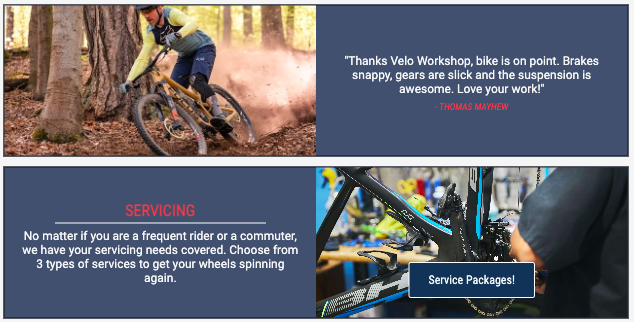 "Thanks Velo Workshop, bike is on point. Brakes
snappy, gears are slick and the suspension is
awesome. Love your work!"
- THOMAS MAYHEW
SERVICING
No matter if you are a frequent rider or a commuter,
we have your servicing needs covered. Choose from
3 types of services to get your wheels spinning
again.
Service Packages!